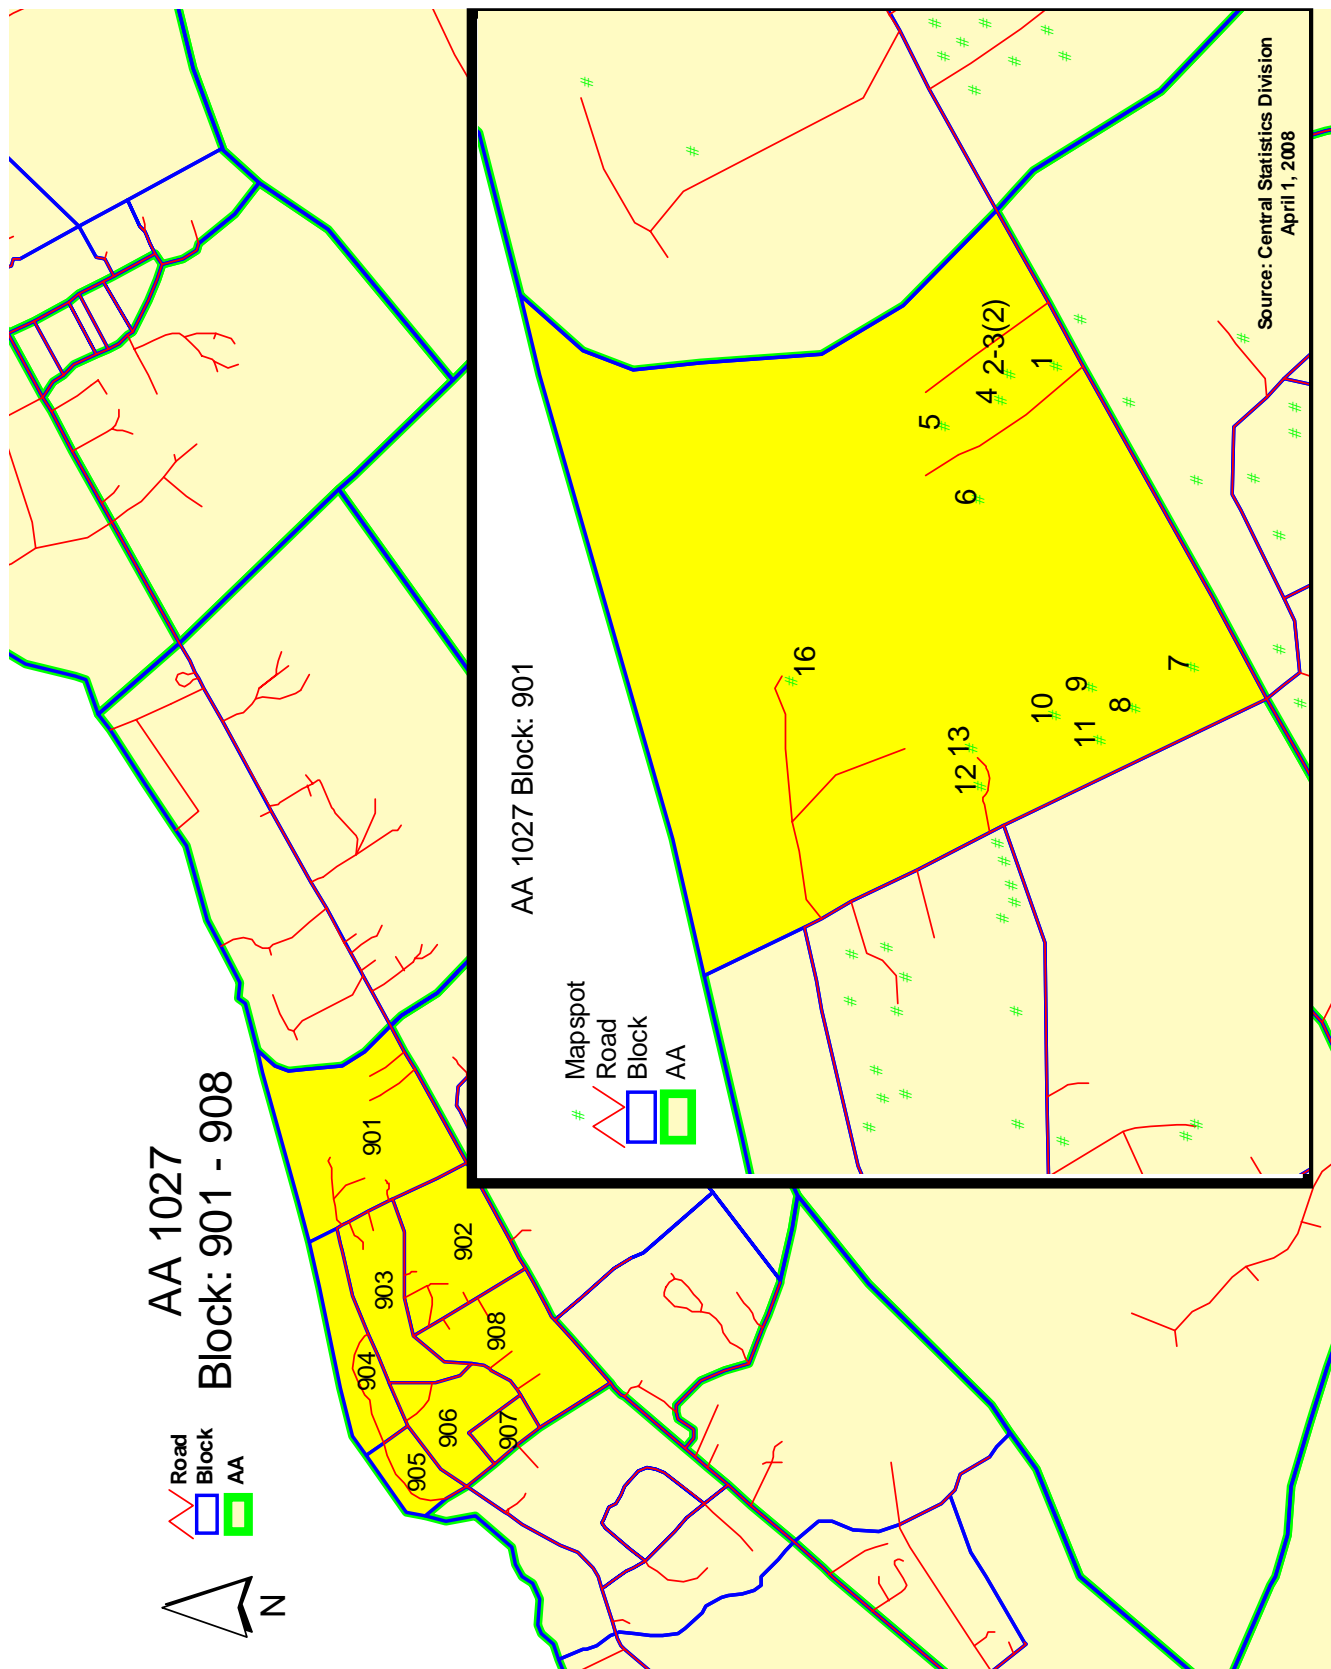 AA 1027
Block: 901 - 908
Road
Block
AA
N
901
902
903
904
905
906
907
908
AA 1027 Block: 901
Mapspot
Road
Block
AA
1
2-3(2)
4
5
6
7
8
9
10
11
12
13
16
Source: Central Statistics Division
April 1, 2008